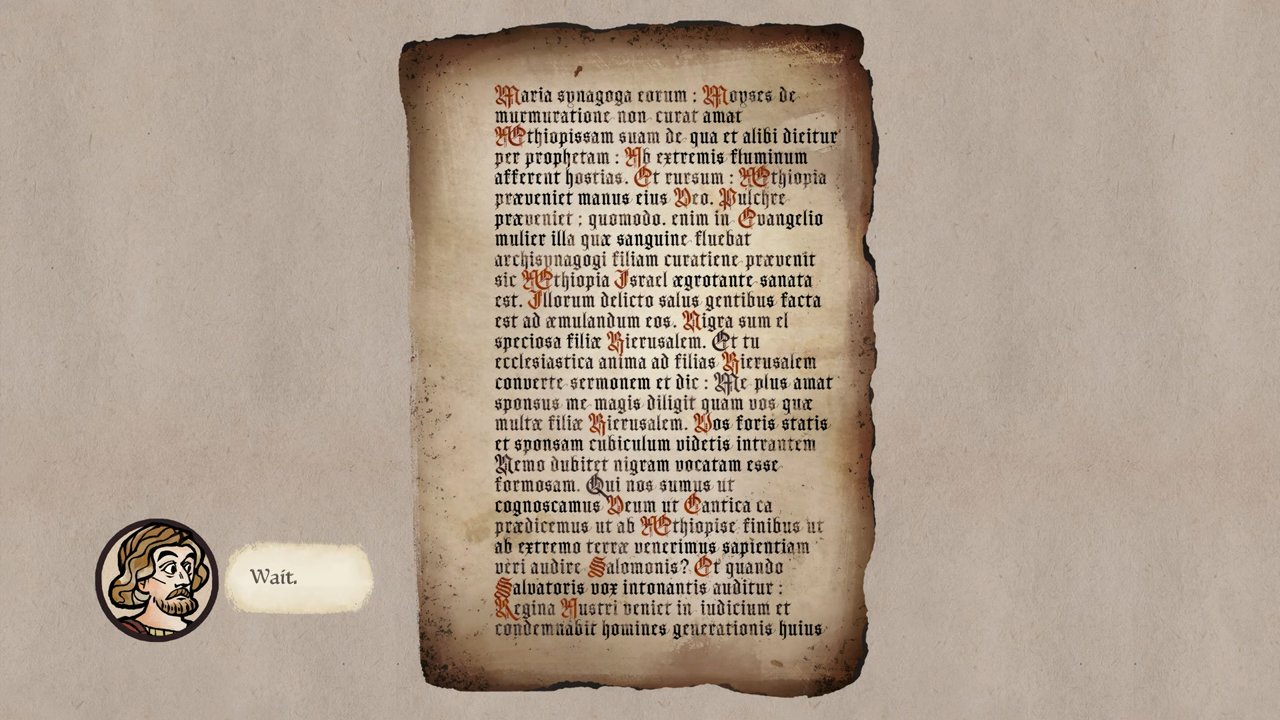 Maria synagoga eorum : Moyses de
murmuratione non curat amat
Æthiopissam suam de qua et alibi dicitur
per prophetam : Ab extremis fluminum
afferent hostias. Et rursum : Æthiopia
præveniet manus eius Deo. Pulchre
præveniet ; quomodo. enim in Evangelio
mulier illa quæ sanguine fluebat
archisynagogi filiam curatiene prævenit
sic Æthiopia Israel ægrotante sanata
est. Illorum delicto salus gentibus facta
est ad æmulandum eos. Nigra sum el
speciosa filiæ Hierusalem. Et tu
ecclesiastica anima ad filias Hierusalem
converte sermonem et dic : Me plus amat
sponsus me magis diligit quam vos quæ
multæ filiæ Hierusalem. Vos foris statis
et sponsam cubiculum videtis intrantem
Nemo dubitet nigram vocatam esse
formosam. Qui nos sumus ut
cognoscamus Deum ut Cantica ca
prædicemus ut ab Æthiopise finibus ut
ab extremo terræ venerimus sapientiam
veri audire Salomonis? Et quando
Salvatoris vox intonantis auditur :
Regina Austri veniet in iudicium et
condemnabit homines generationis huius
Wait.